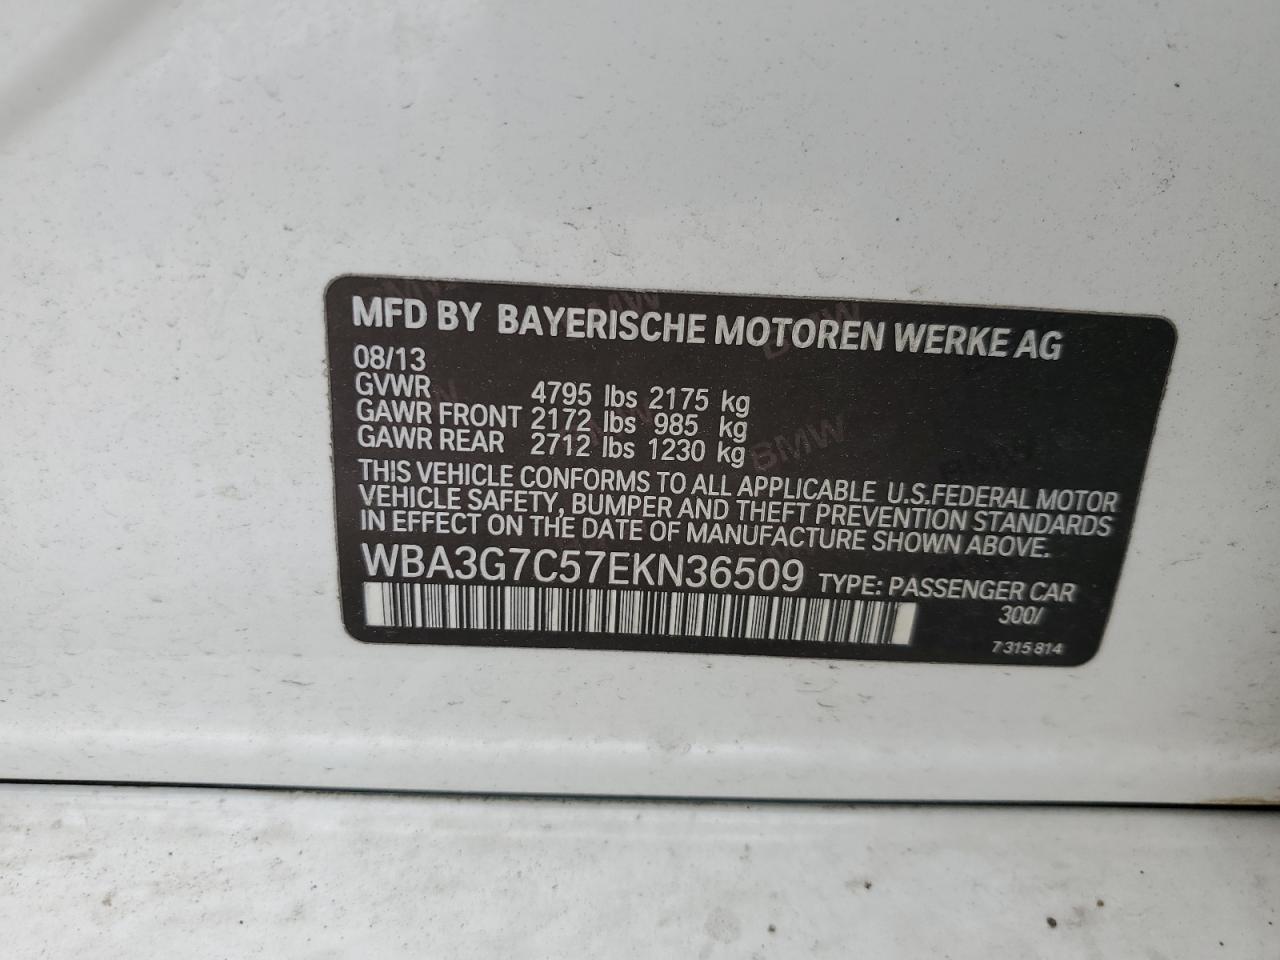 MFD BY BAYERISCHE MOTOREN WERKE AG
08/13
GVWR 4795 lbs 2175 kg
GAWR FRONT 2172 lbs 985 kg
GAWR REAR 2712 lbs 1230 kg
THIS VEHICLE CONFORMS TO ALL APPLICABLE U.S.FEDERAL MOTOR
VEHICLE SAFETY, BUMPER AND THEFT PREVENTION STANDARDS
IN EFFECT ON THE DATE OF MANUFACTURE SHOWN ABOVE.
WBA3G7C57EKN36509 TYPE: PASSENGER CAR
300/
7 315 814